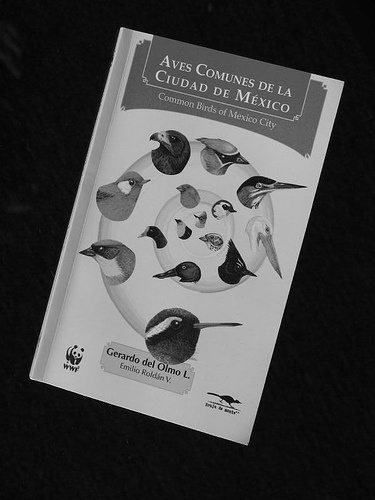 AVES COMUNES DE LA
CIUDAD DE MÉXICO
Common Birds of Mexico City
Gerardo del Olmo L.
Emilio Roldán V.
WWF